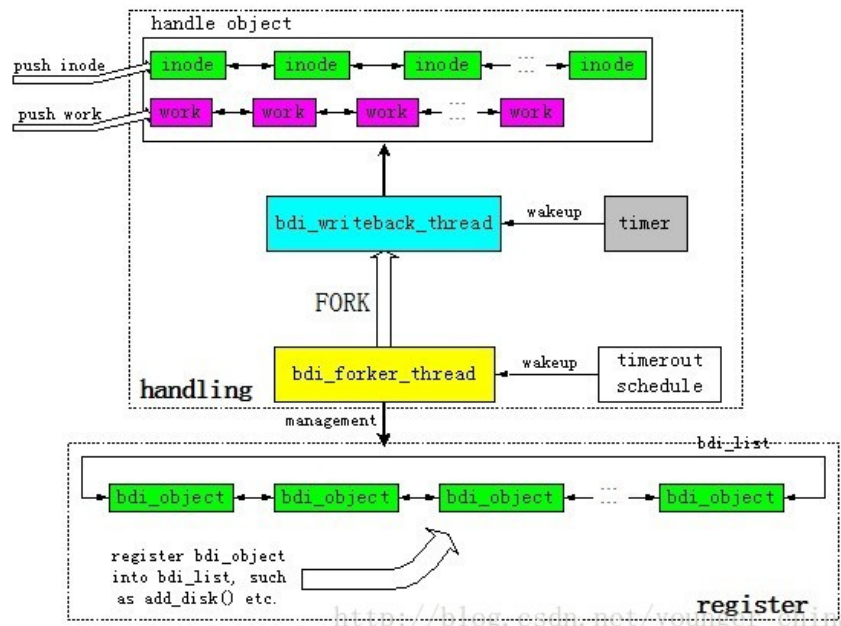 handle object
push inode
inode inode inode inode
push work
work work work work
bdi_writeback_thread
wakeup
timer
FORK
bdi_forker_thread
wakeup
timerout
schedule
handling
management
bdi_list
bdi_object bdi_object bdi_object bdi_object
register bdi_object
into bdi_list, such
as add_disk() etc.
register